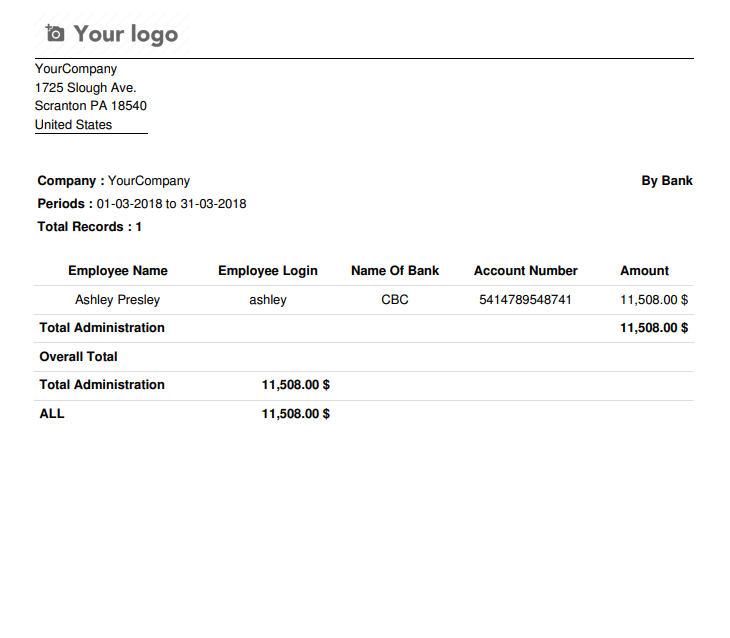 Your logo
YourCompany
1725 Slough Ave.
Scranton PA 18540
United States
Company : YourCompany By Bank
Periods : 01-03-2018 to 31-03-2018
Total Records : 1
Employee Name Employee Login Name Of Bank Account Number Amount
Ashley Presley ashley CBC 5414789548741 11,508.00 $
Total Administration 11,508.00 $
Overall Total
Total Administration 11,508.00 $
ALL 11,508.00 $